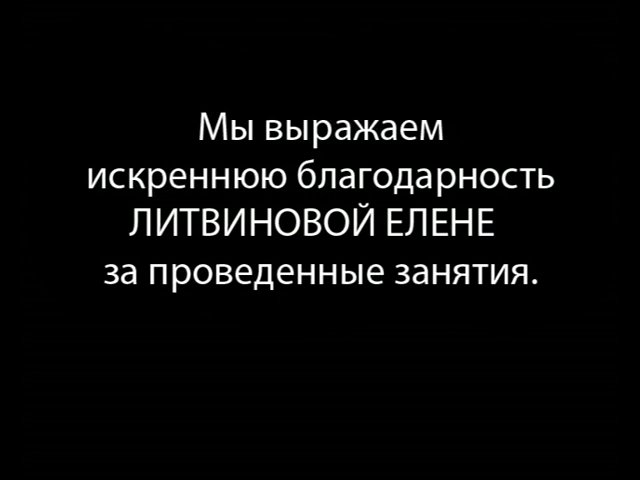 Мы выражаем
искреннюю благодарность
ЛИТВИНОВОЙ ЕЛЕНЕ
за проведенные занятия.